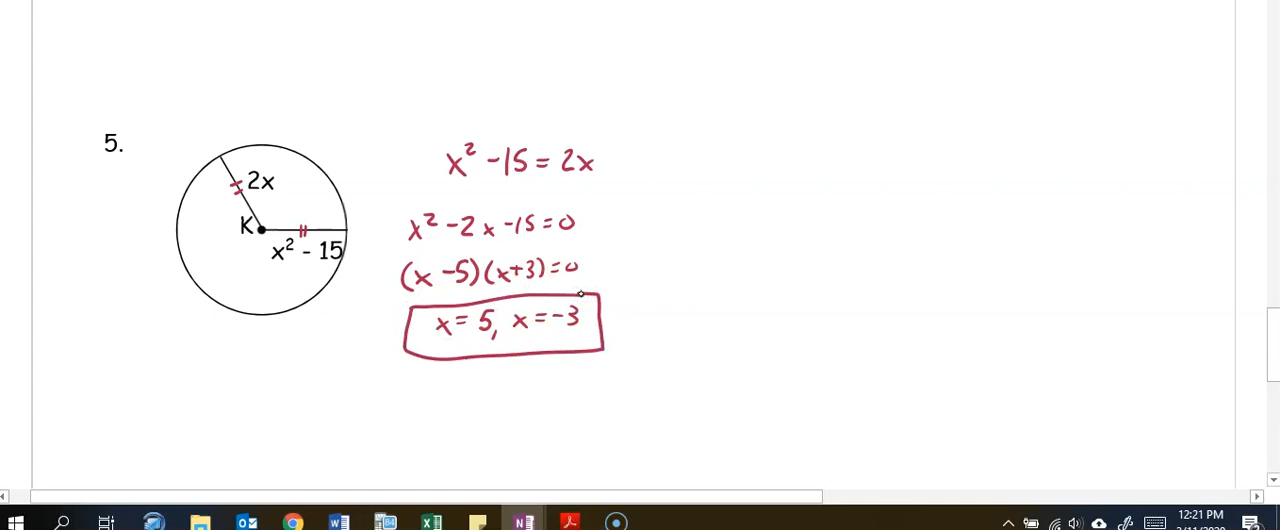 5.
x² - 15 = 2x
2x
K
x² - 2x - 15 = 0
x² - 15
(x - 5)(x + 3) = 0
x = 5, x = -3
12:21 PM